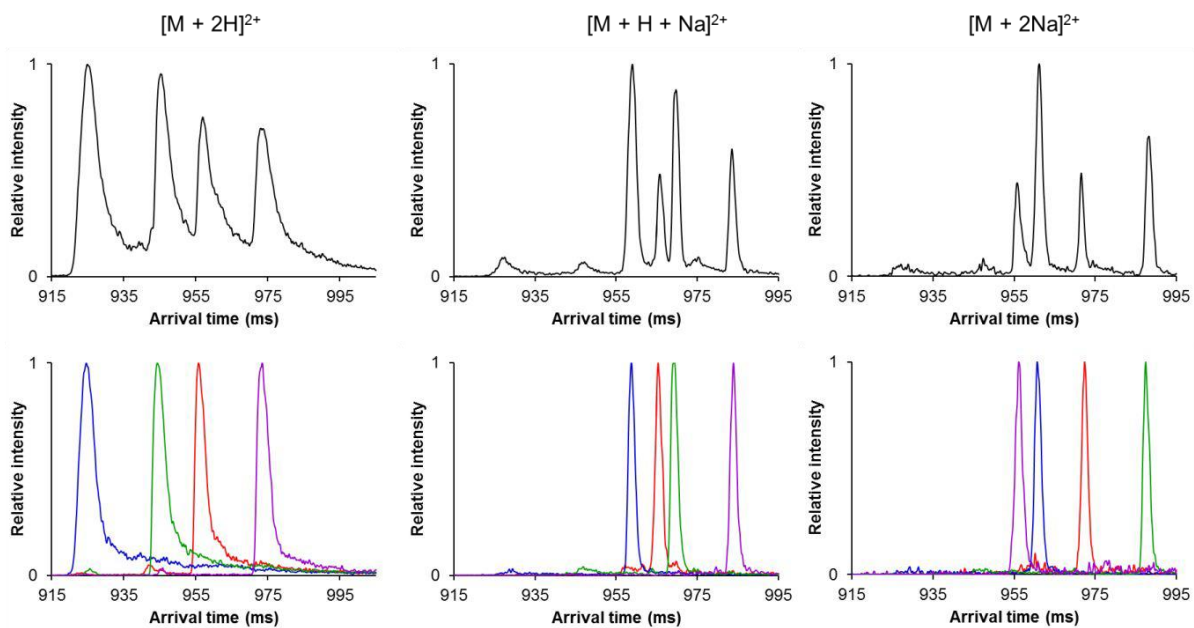 [M + 2H]²⁺
[M + H + Na]²⁺
[M + 2Na]²⁺
1
Relative intensity
0
915 935 955 975 995
Arrival time (ms)
1
Relative intensity
0
915 935 955 975 995
Arrival time (ms)
1
Relative intensity
0
915 935 955 975 995
Arrival time (ms)
1
Relative intensity
0
915 935 955 975 995
Arrival time (ms)
1
Relative intensity
0
915 935 955 975 995
Arrival time (ms)
1
Relative intensity
0
915 935 955 975 995
Arrival time (ms)